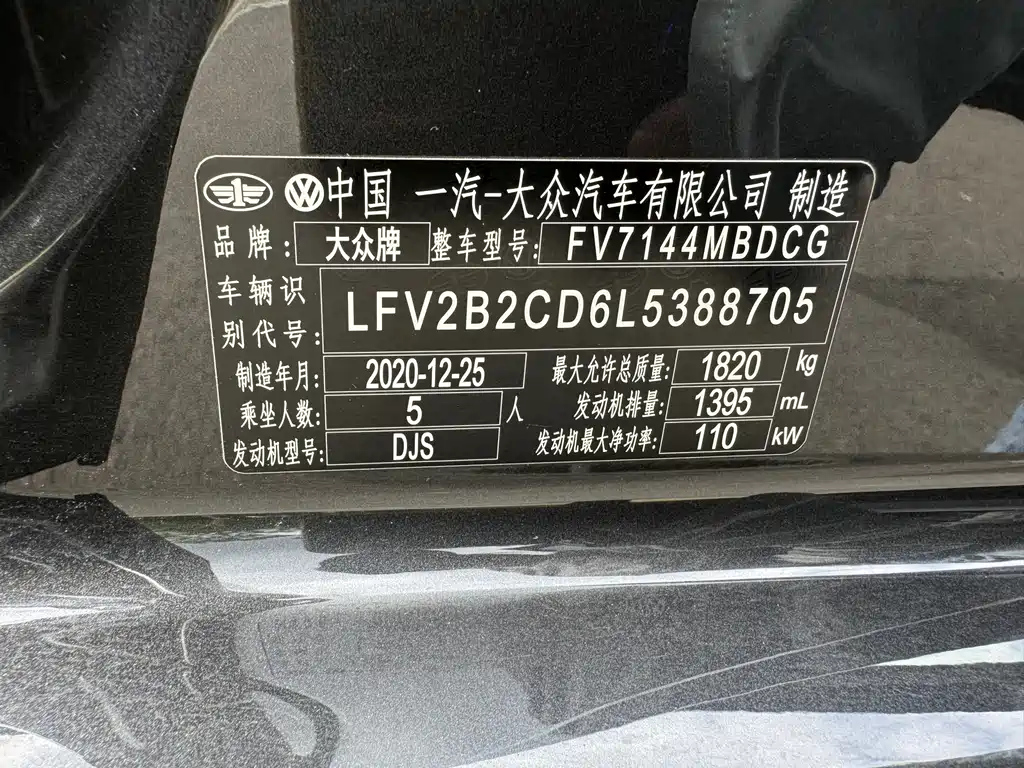 中国 一汽-大众汽车有限公司 制造
品牌: 大众牌 整车型号: FV7144MBDCG
车辆识别代号: LFV2B2CD6L5388705
制造年月: 2020-12-25 最大允许总质量: 1820 kg
乘坐人数: 5 人 发动机排量: 1395 mL
发动机型号: DJS 发动机最大净功率: 110 kW